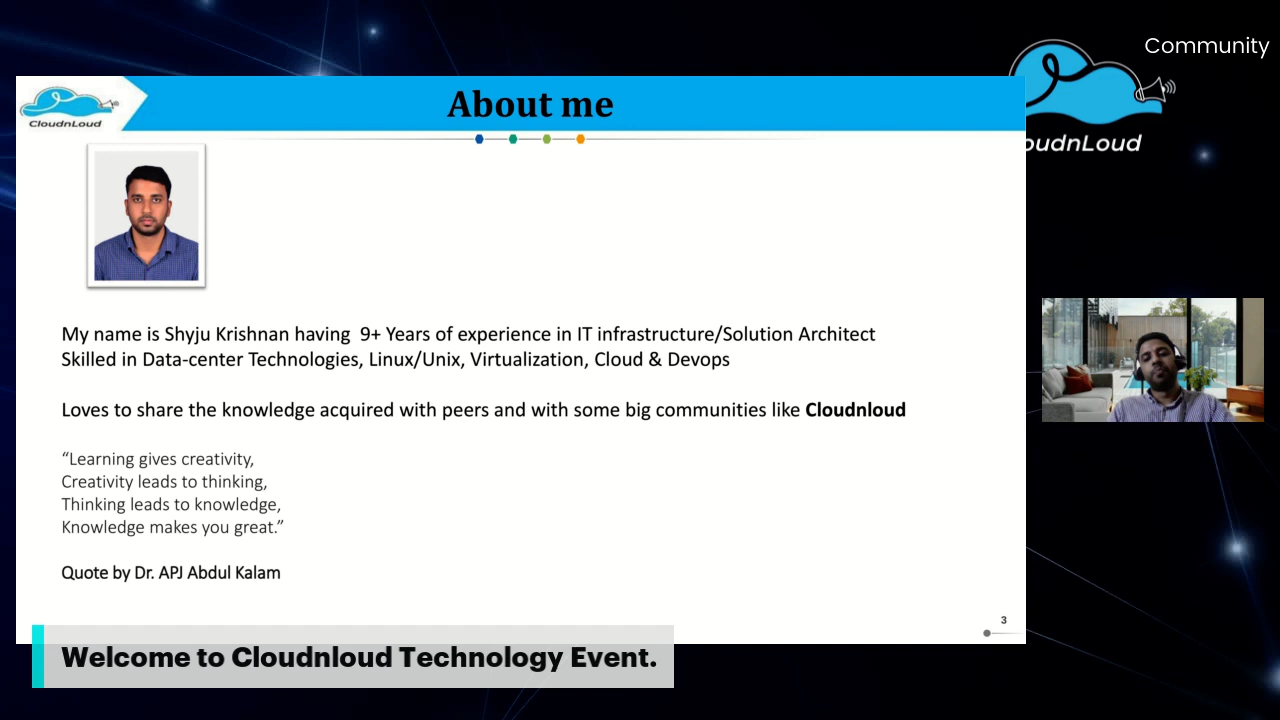 Community
CloudnLoud
About me
oudnLoud
My name is Shyju Krishnan having 9+ Years of experience in IT infrastructure/Solution Architect
Skilled in Data-center Technologies, Linux/Unix, Virtualization, Cloud & Devops
Loves to share the knowledge acquired with peers and with some big communities like Cloudnloud
“Learning gives creativity,
Creativity leads to thinking,
Thinking leads to knowledge,
Knowledge makes you great.”
Quote by Dr. APJ Abdul Kalam
3
Welcome to Cloudnloud Technology Event.